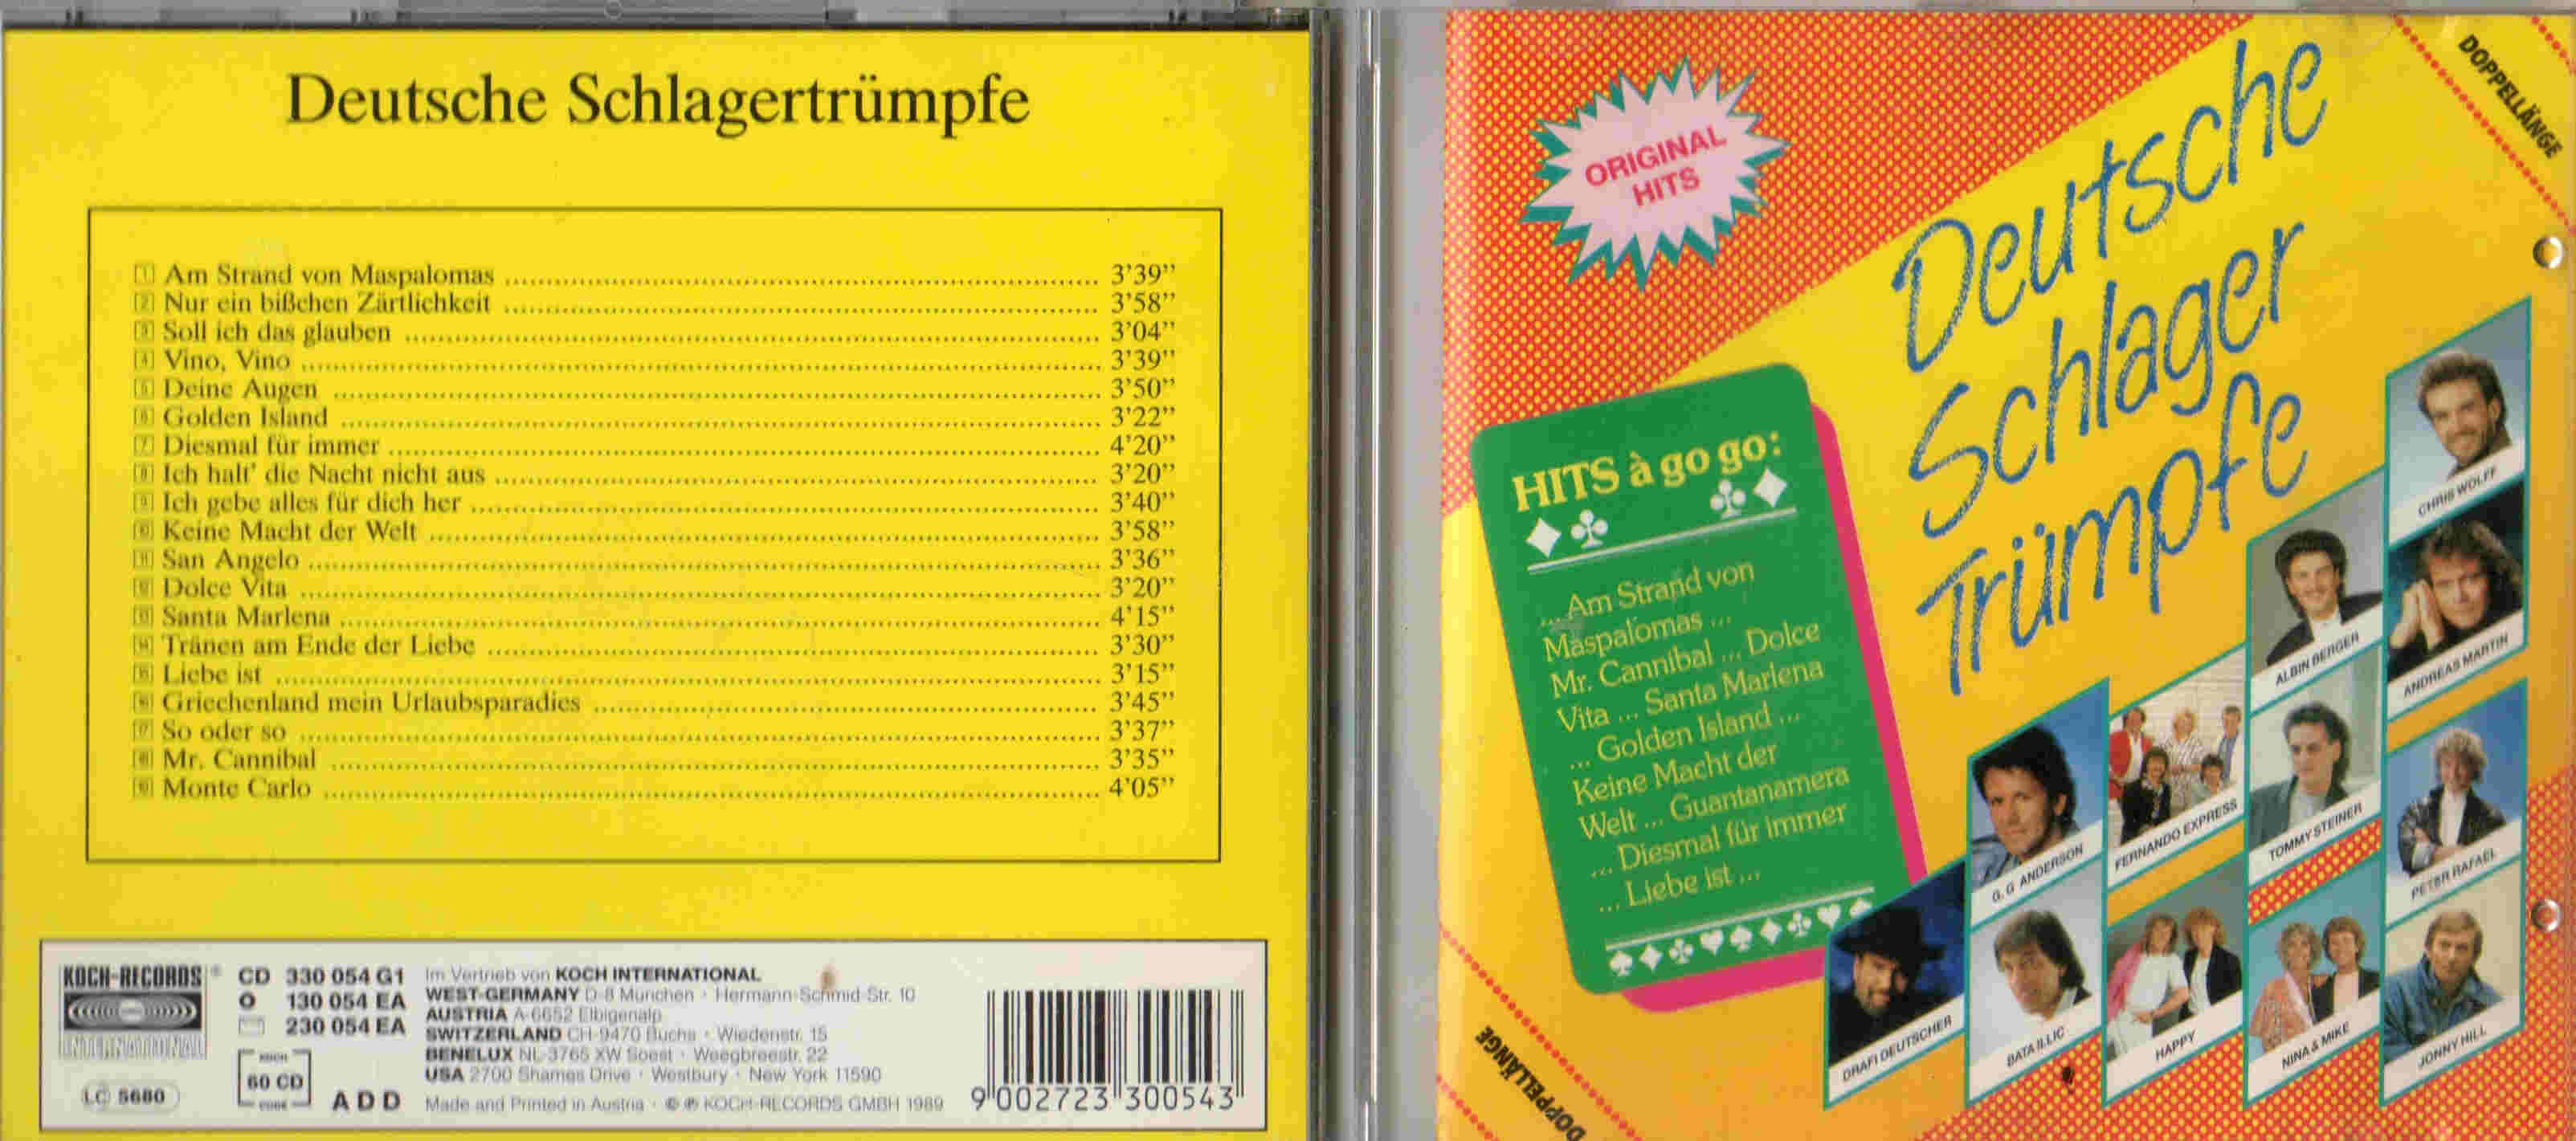 Deutsche Schlagertrümpfe
1 Am Strand von Maspalomas 3'39"
2 Nur ein bißchen Zärtlichkeit 3'58"
3 Soll ich das glauben 3'04"
4 Vino, Vino 3'39"
5 Deine Augen 3'50"
6 Golden Island 3'22"
7 Diesmal für immer 4'20"
8 Ich halt' die Nacht nicht aus 3'20"
9 Ich gebe alles für dich her 3'40"
10 Keine Macht der Welt 3'58"
11 San Angelo 3'36"
12 Dolce Vita 3'20"
13 Santa Marlena 4'15"
14 Tränen am Ende der Liebe 3'30"
15 Liebe ist 3'15"
16 Griechenland mein Urlaubsparadies 3'45"
17 So oder so 3'37"
18 Mr. Cannibal 3'35"
19 Monte Carlo 4'05"
KOCH-RECORDS ®
INTERNATIONAL
LC 5680
CD 330 054 G1
130 054 EA
230 054 EA
KOCH
60 CD
CODE
ADD
Im Vertrieb von KOCH INTERNATIONAL
WEST-GERMANY D-8 München · Hermann-Schmid-Str. 10
AUSTRIA A-6652 Elbigenalp
SWITZERLAND CH-9470 Buchs · Wiedenstr. 15
BENELUX NL-3765 XW Soest · Weegbreestr. 22
USA 2700 Shames Drive · Westbury · New York 11590
Made and Printed in Austria · © ℗ KOCH-RECORDS GMBH 1989
9 002723 300543
DOPPELLÄNGE
ORIGINAL
HITS
Deutsche
Schlager
Trümpfe
HITS à go go:
... Am Strand von
Maspalomas ...
Mr. Cannibal ... Dolce
Vita ... Santa Marlena
... Golden Island ...
Keine Macht der
Welt ... Guantanamera
... Diesmal für immer
... Liebe ist ...
CHRIS WOLFF
ALBIN BERGER
ANDREAS MARTIN
G. G. ANDERSON
FERNANDO EXPRESS
TOMMY STEINER
PETER RAFAEL
DRAFI DEUTSCHER
BATA ILLIC
HAPPY
NINA & MIKE
JONNY HILL
DOPPELLÄNGE